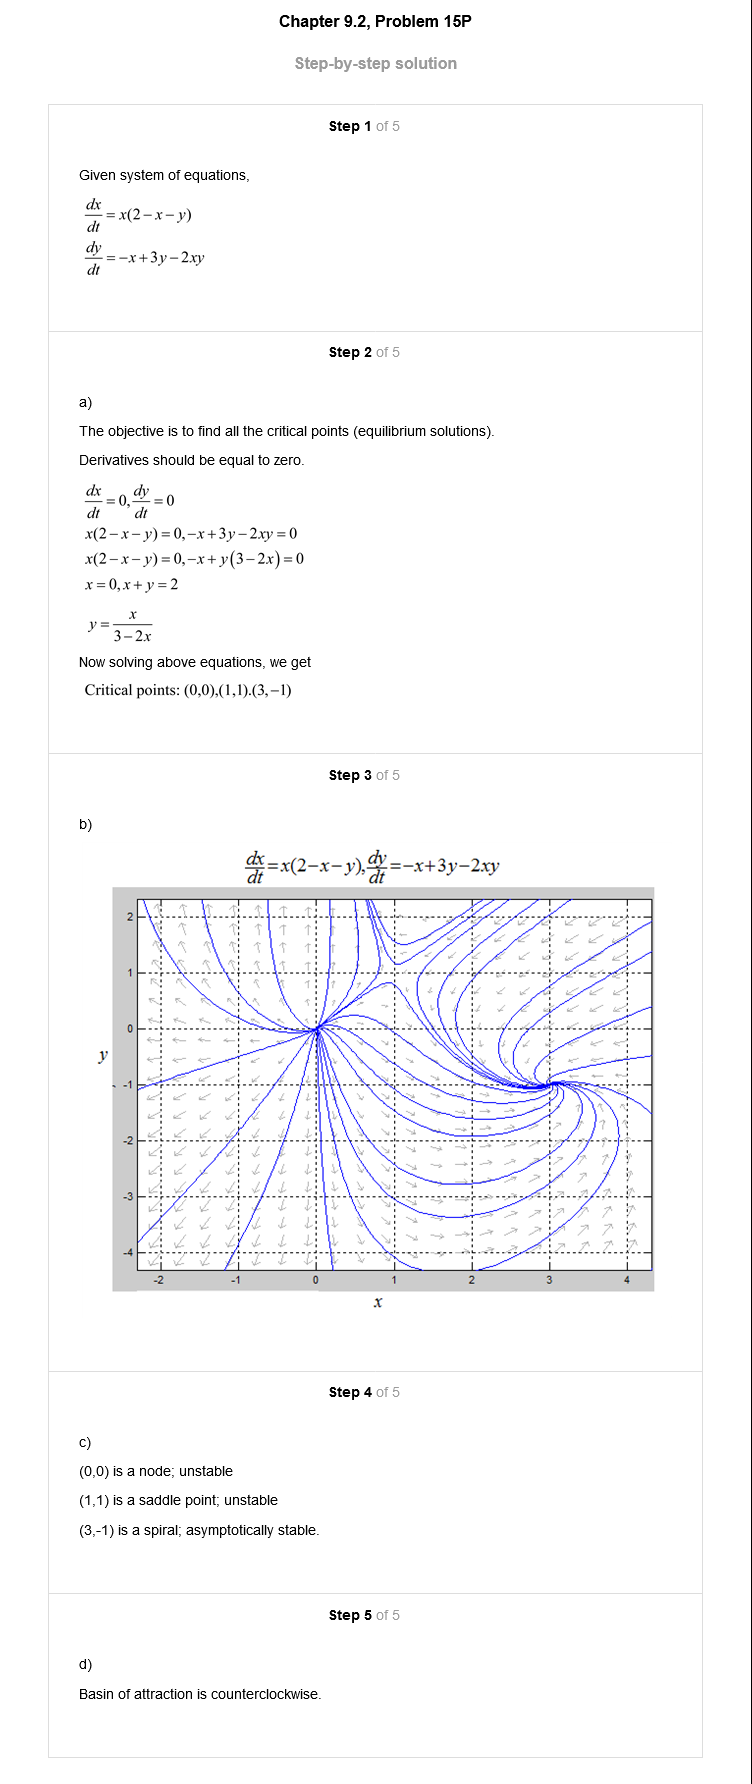 Chapter 9.2, Problem 15P
Step-by-step solution
Step 1 of 5
Given system of equations,
dx/dt = x(2 − x − y)
dy/dt = −x + 3y − 2xy
Step 2 of 5
a)
The objective is to find all the critical points (equilibrium solutions).
Derivatives should be equal to zero.
dx/dt = 0, dy/dt = 0
x(2 − x − y) = 0, −x + 3y − 2xy = 0
x(2 − x − y) = 0, −x + y(3 − 2x) = 0
x = 0, x + y = 2
y = x/(3 − 2x)
Now solving above equations, we get
Critical points: (0,0),(1,1).(3,−1)
Step 3 of 5
b)
dx/dt=x(2−x−y),dy/dt=−x+3y−2xy
2
1
0
y
-1
-2
-3
-4
-2 -1 0 1 2 3 4
x
Step 4 of 5
c)
(0,0) is a node; unstable
(1,1) is a saddle point; unstable
(3,-1) is a spiral; asymptotically stable.
Step 5 of 5
d)
Basin of attraction is counterclockwise.